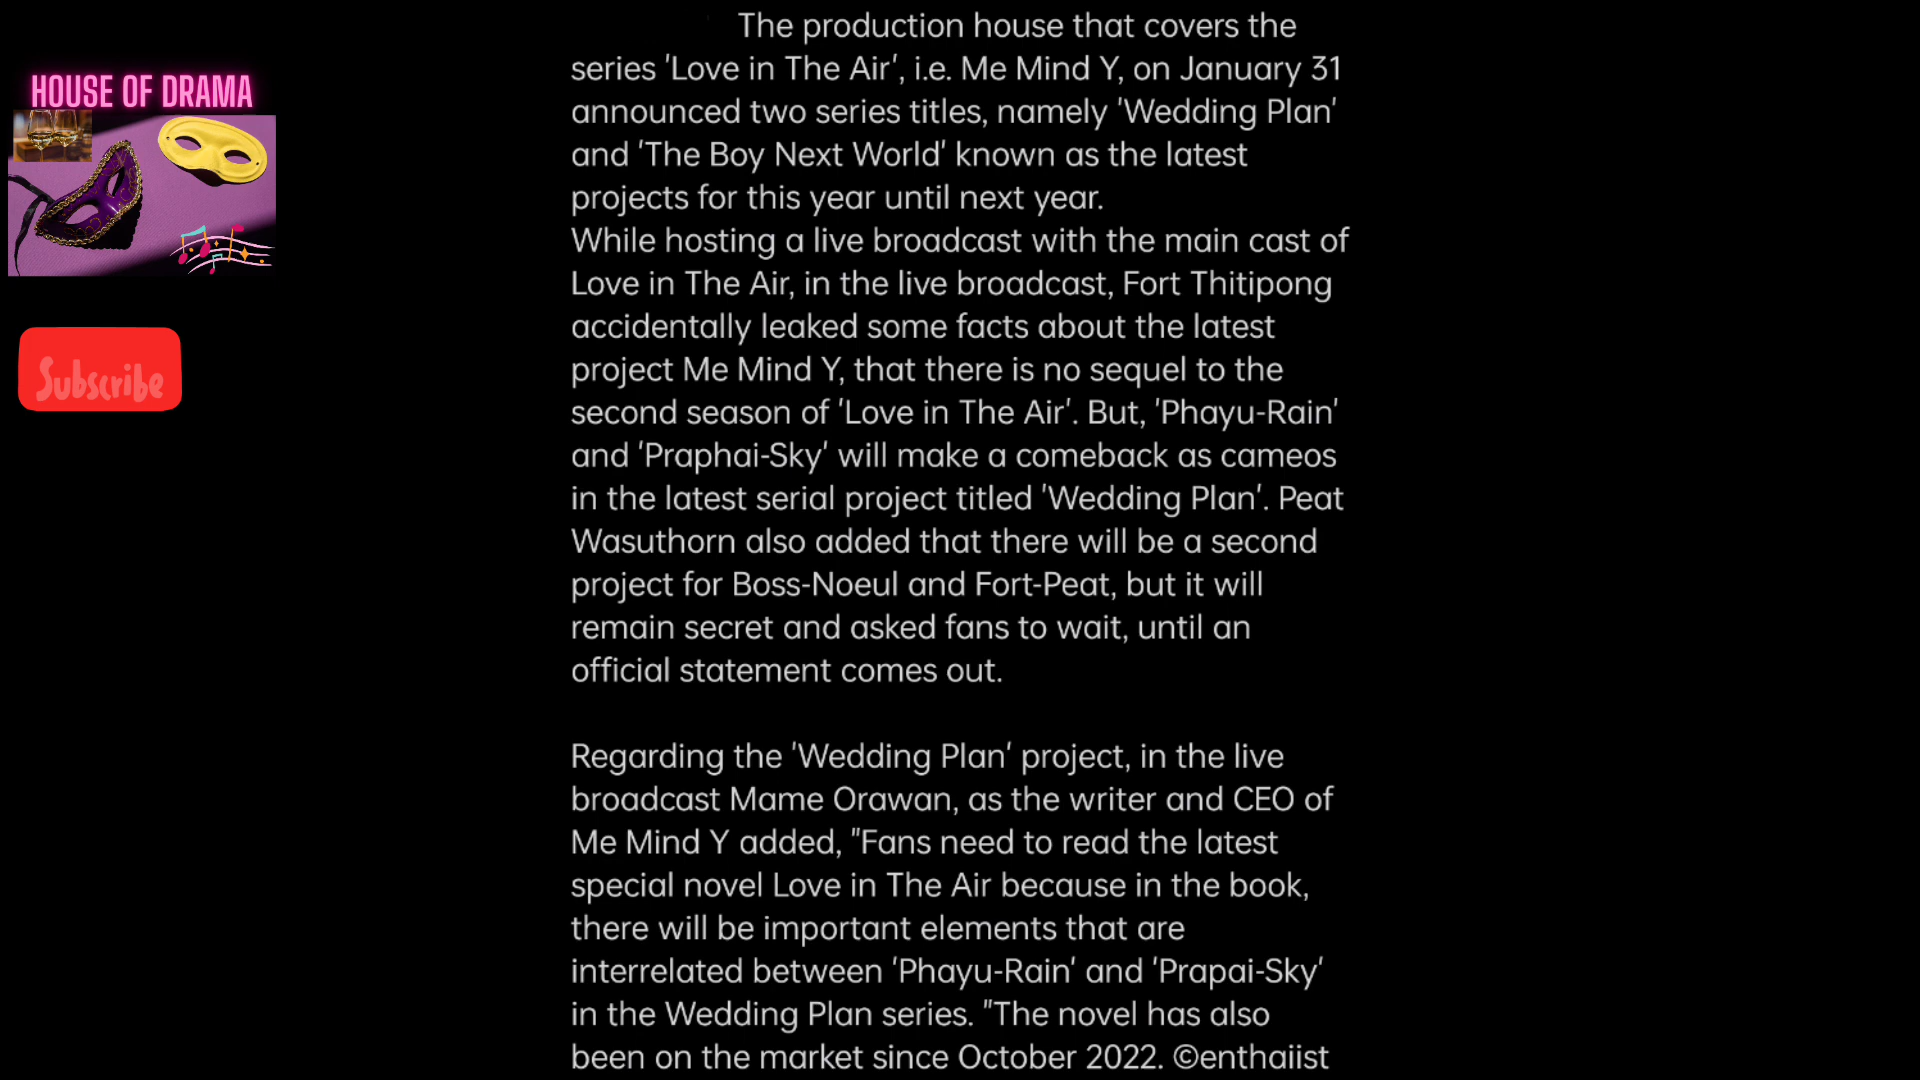 HOUSE OF DRAMA
Subscribe
The production house that covers the
series 'Love in The Air', i.e. Me Mind Y, on January 31
announced two series titles, namely 'Wedding Plan'
and 'The Boy Next World' known as the latest
projects for this year until next year.
While hosting a live broadcast with the main cast of
Love in The Air, in the live broadcast, Fort Thitipong
accidentally leaked some facts about the latest
project Me Mind Y, that there is no sequel to the
second season of 'Love in The Air'. But, 'Phayu-Rain'
and 'Praphai-Sky' will make a comeback as cameos
in the latest serial project titled 'Wedding Plan'. Peat
Wasuthorn also added that there will be a second
project for Boss-Noeul and Fort-Peat, but it will
remain secret and asked fans to wait, until an
official statement comes out.
Regarding the 'Wedding Plan' project, in the live
broadcast Mame Orawan, as the writer and CEO of
Me Mind Y added, "Fans need to read the latest
special novel Love in The Air because in the book,
there will be important elements that are
interrelated between 'Phayu-Rain' and 'Prapai-Sky'
in the Wedding Plan series. "The novel has also
been on the market since October 2022. ©enthaiist